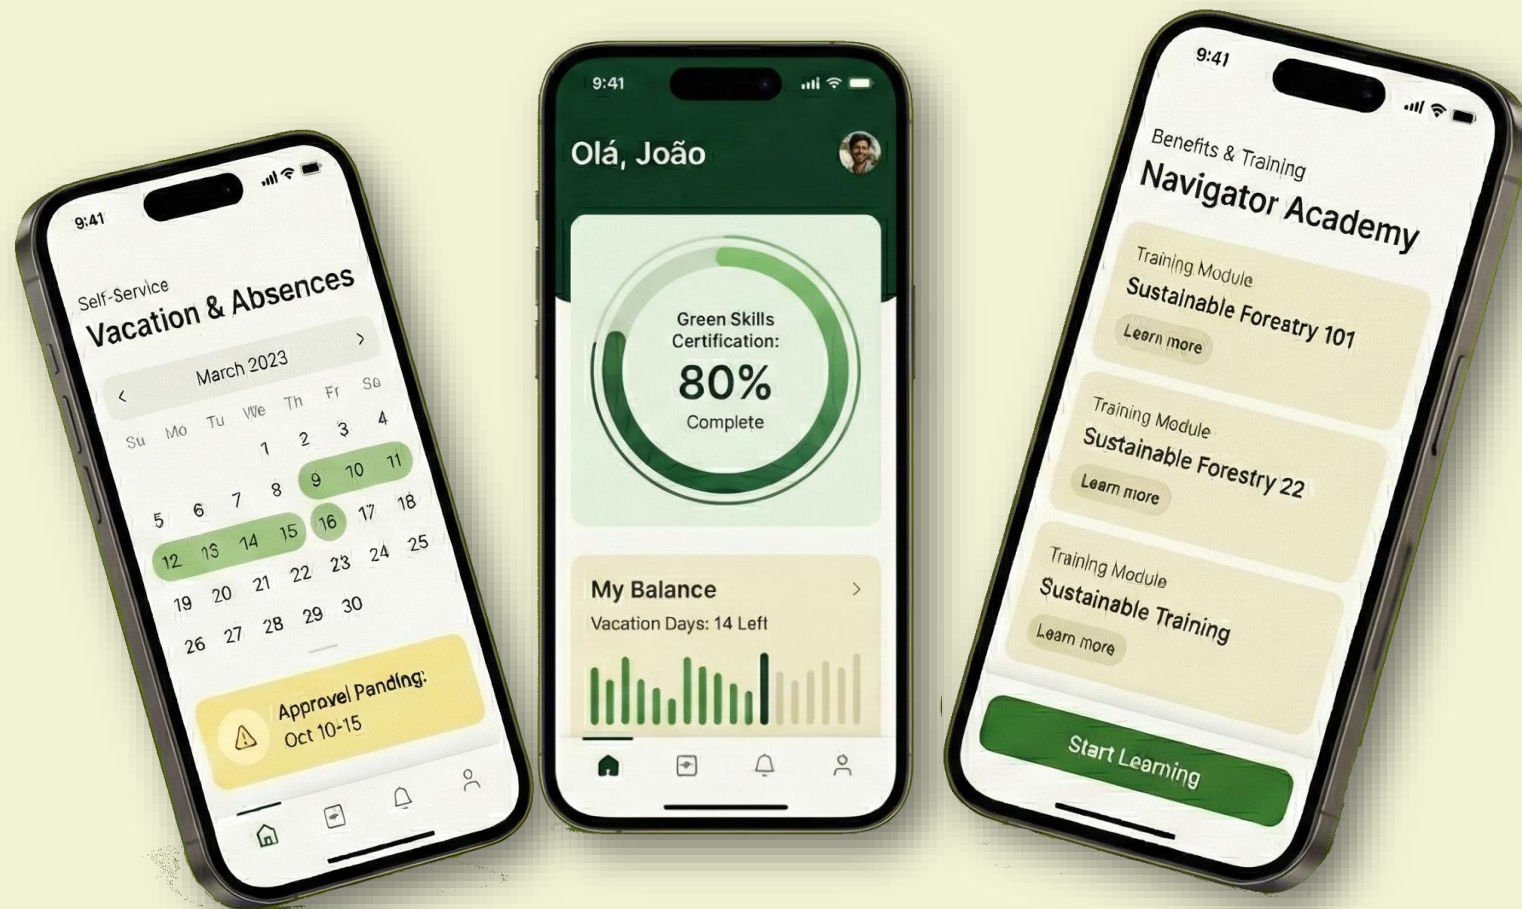 9:41
Self-Service
Vacation & Absences
March 2023
Su Mo Tu We Th Fr Sa
1 2 3 4
5 6 7 8 9 10 11
12 13 14 15 16 17 18
19 20 21 22 23 24 25
26 27 28 29 30
Approvel Panding:
Oct 10-15
9:41
Olá, João
Green Skills
Certification:
80%
Complete
My Balance
Vacation Days: 14 Left
9:41
Benefits & Training
Navigator Academy
Training Module
Sustainable Foreatry 101
Learn more
Training Module
Sustainable Forestry 22
Learn more
Training Module
Sustainable Training
Learn more
Start Learning